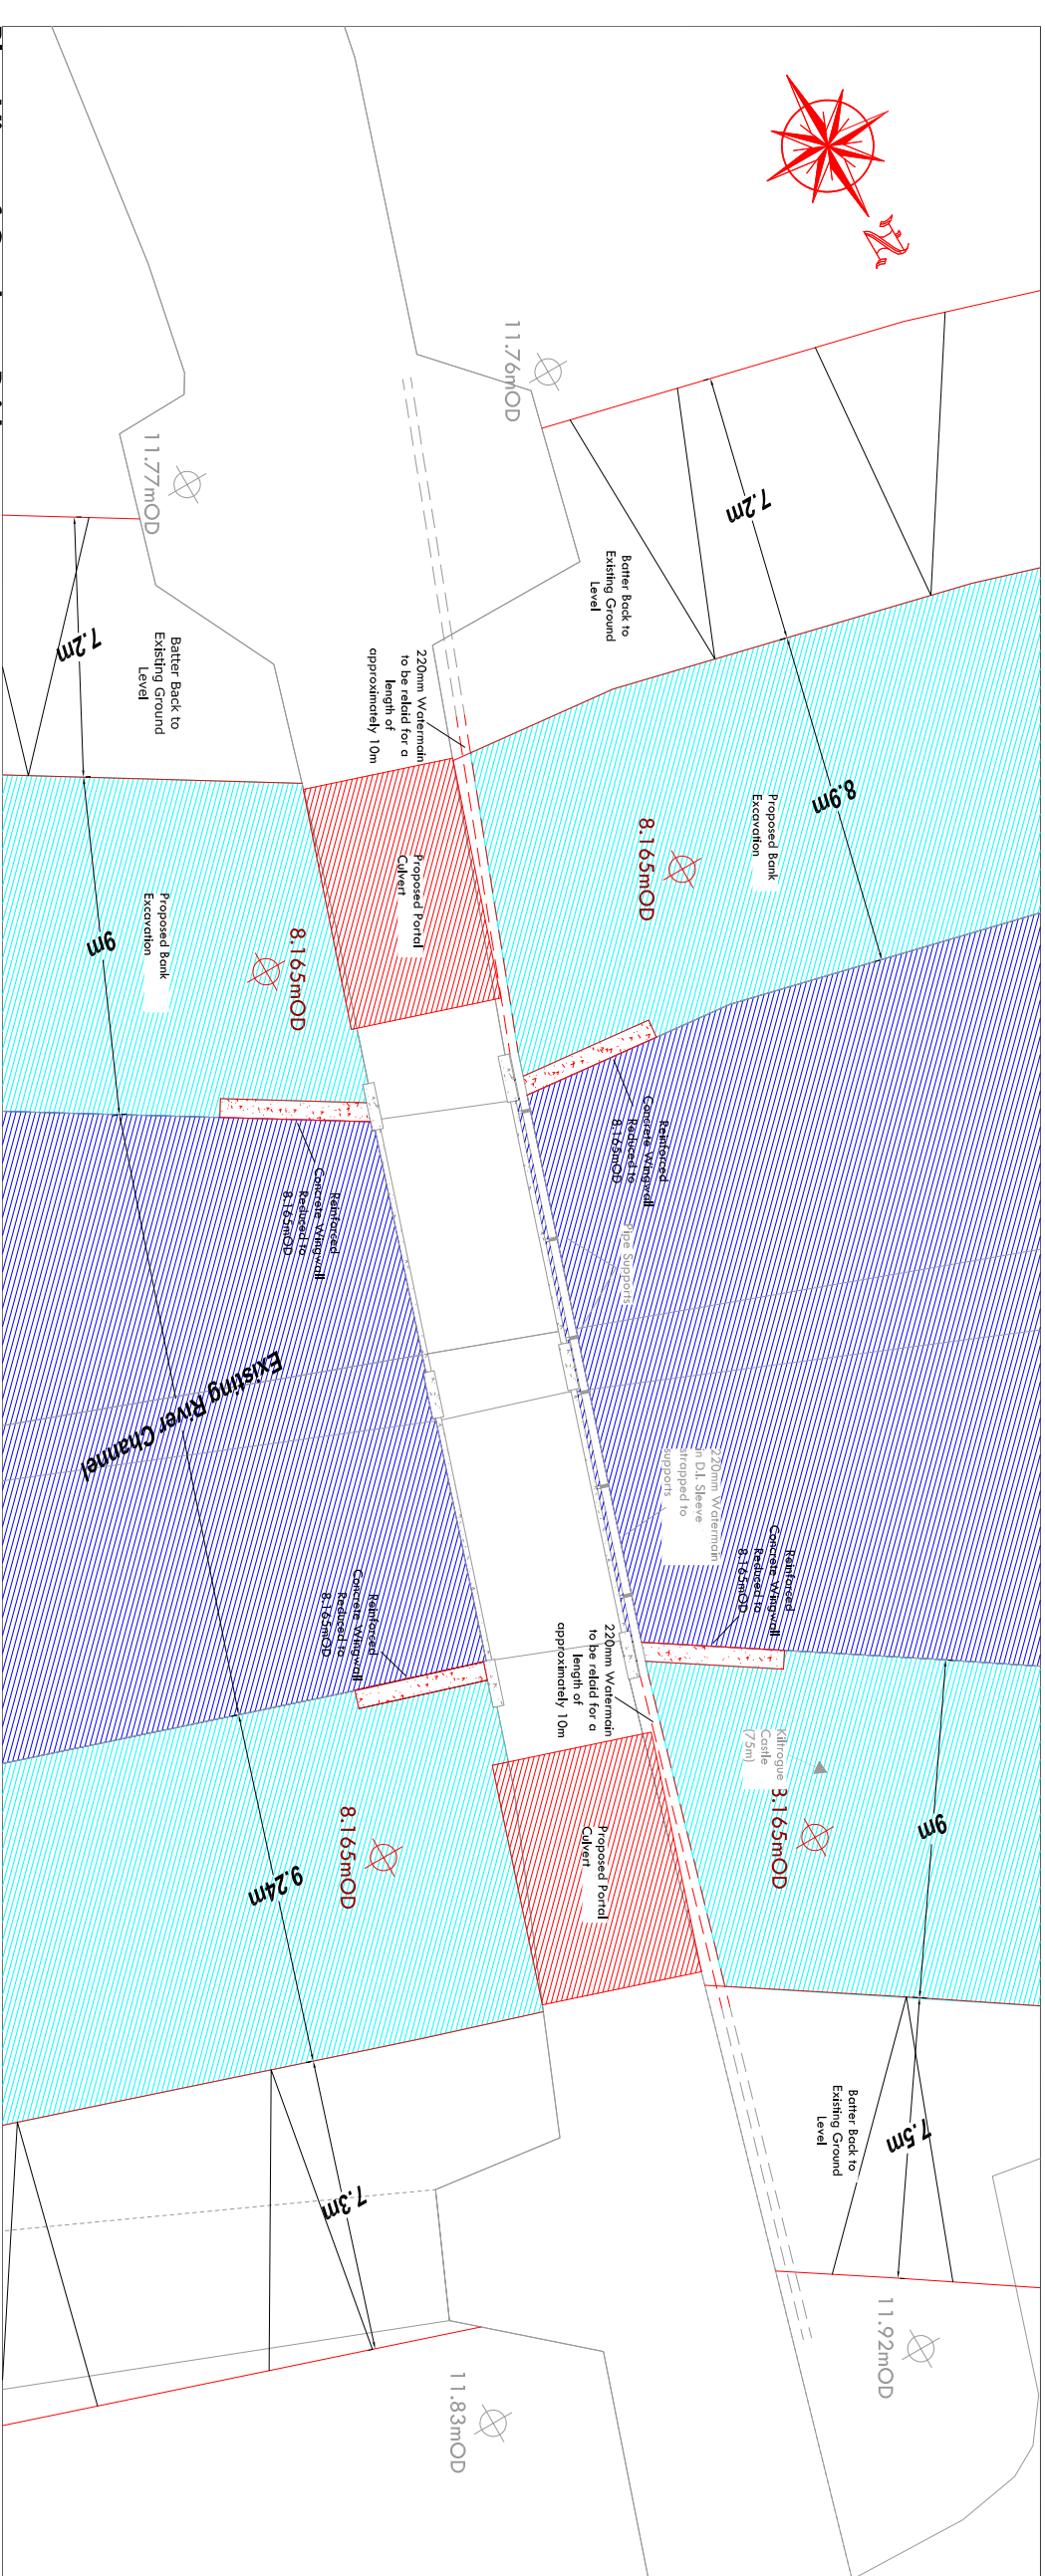 N
11.76mOD
11.77mOD
7.2m
Batter Back to
Existing Ground
Level
7.2m
Batter Back to
Existing Ground
Level
220mm Watermain
to be relaid for a
length of
approximately 10m
8.9m
Proposed Bank
Excavation
8.165mOD
Proposed Portal
Culvert
Proposed Bank
Excavation
9m
8.165mOD
Reinforced
Concrete Wingwall
Reduced to
8.165mOD
Reinforced
Concrete Wingwall
Reduced to
8.165mOD
Pipe Supports
Existing River Channel
220mm Watermain
in D.I. Sleeve
strapped to
supports
Reinforced
Concrete Wingwall
Reduced to
8.165mOD
Reinforced
Concrete Wingwall
Reduced to
8.165mOD
220mm Watermain
to be relaid for a
length of
approximately 10m
Kiltrogue
Castle
(75m)
8.165mOD
9m
8.165mOD
Proposed Portal
Culvert
9.24m
Batter Back to
Existing Ground
Level
7.5m
7.3m
11.92mOD
11.83mOD